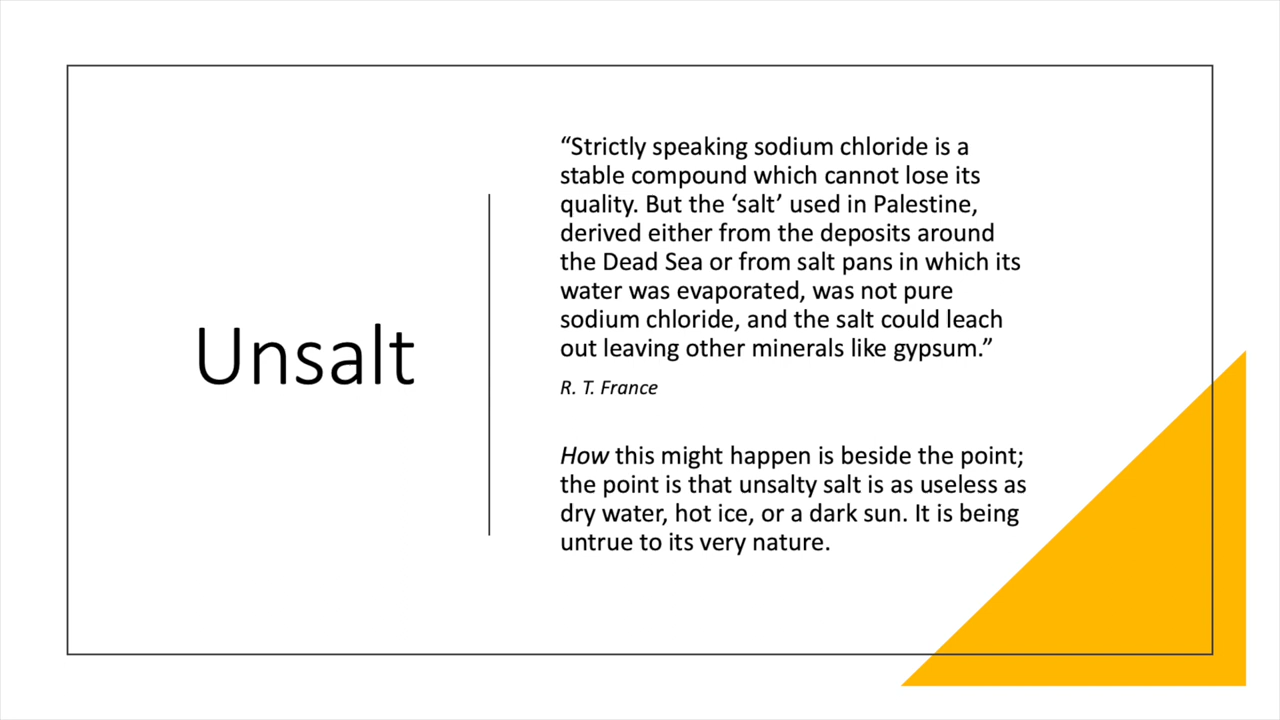 Unsalt
“Strictly speaking sodium chloride is a
stable compound which cannot lose its
quality. But the ‘salt’ used in Palestine,
derived either from the deposits around
the Dead Sea or from salt pans in which its
water was evaporated, was not pure
sodium chloride, and the salt could leach
out leaving other minerals like gypsum.”
R. T. France
How this might happen is beside the point;
the point is that unsalty salt is as useless as
dry water, hot ice, or a dark sun. It is being
untrue to its very nature.